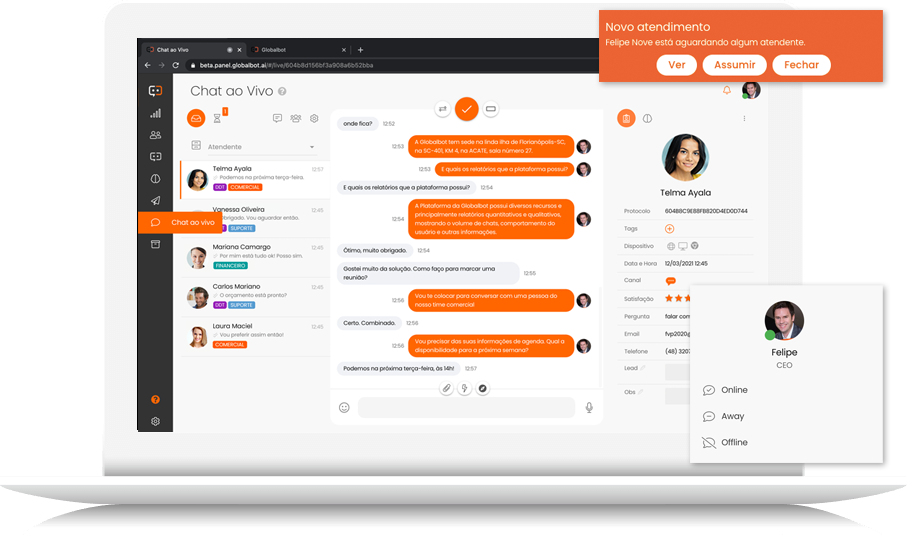 Novo atendimento
Felipe Nove está aguardando algum atendente.
Ver
Assumir
Fechar
Chat ao Vivo
Globalbot
beta.panel.globalbot.ai/#/live/604b8d156bf3a908a6b52bba
Chat ao Vivo
1
Atendente
Telma Ayala
12:57
Podemos na próxima terça-feira.
DDT
COMERCIAL
Vanessa Oliveira
12:45
brigado. Vou aguardar então.
SUPORTE
Chat ao vivo
Mariana Camargo
12:45
Por mim está tudo ok! Posso sim.
FINANCEIRO
Carlos Mariano
12:45
O orçamento está pronto?
DDT
SUPORTE
Laura Maciel
12:45
Vou preferir assim então!
COMERCIAL
onde fica?
12:52
12:53
A Globalbot tem sede na linda ilha de Florianópolis-SC,
na SC-401, KM 4, na ACATE, sala número 27.
12:53
E quais os relatórios que a plataforma possui?
E quais os relatórios que a plataforma possui?
12:54
12:54
A Plataforma da Globalbot possui diversos recursos e
principalmente relatórios quantitativos e qualitativos,
mostrando o volume de chats, comportamento do
usuário e outras informações.
Ótimo, muito obrigado.
12:54
Gostei muito da solução. Como faço para marcar uma
reunião?
12:55
12:56
Vou te colocar para conversar com uma pessoa do
nosso time comercial
Certo. Combinado.
12:56
12:56
Vou precisar das suas informações de agenda. Qual a
disponibilidade para a próxima semana?
Podemos na próxima terça-feira, às 14h!
12:57
Telma Ayala
Protocolo
604B8C9E8BFB820D4ED0D744
Tags
Dispositivo
Data e Hora
12/03/2021 12:45
Canal
Satisfação
Pergunta
falar com
Email
fvp2020@
Telefone
(48) 3207
Lead
Obs
Felipe
CEO
Online
Away
Offline